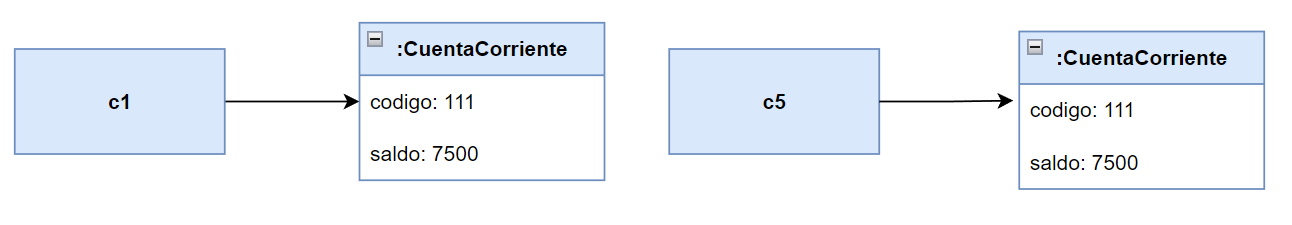 c1
:CuentaCorriente
codigo: 111
saldo: 7500
c5
:CuentaCorriente
codigo: 111
saldo: 7500